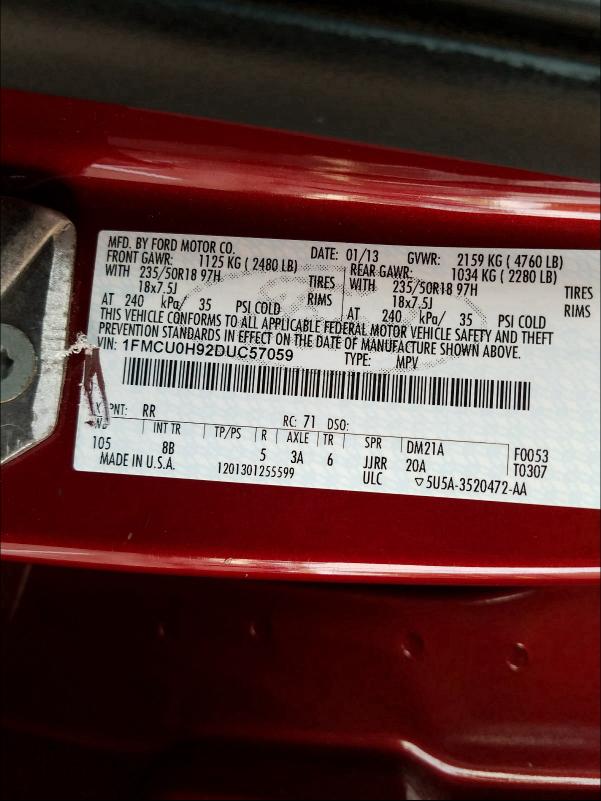 MFD. BY FORD MOTOR CO. DATE: 01/13 GVWR: 2159 KG ( 4760 LB)
FRONT GAWR: 1125 KG ( 2480 LB) REAR GAWR: 1034 KG ( 2280 LB)
WITH 235/50R18 97H TIRES WITH 235/50R18 97H TIRES
18x7.5J RIMS 18x7.5J RIMS
AT 240 kPa/ 35 PSI COLD AT 240 kPa/ 35 PSI COLD
THIS VEHICLE CONFORMS TO ALL APPLICABLE FEDERAL MOTOR VEHICLE SAFETY AND THEFT
PREVENTION STANDARDS IN EFFECT ON THE DATE OF MANUFACTURE SHOWN ABOVE.
VIN: 1FMCU0H92DUC57059 TYPE: MPV
PNT: RR RC: 71 DSO:
WB INT TR TP/PS R AXLE TR SPR DM21A F0053
105 8B 5 3A 6 JJRR 20A T0307
MADE IN U.S.A. 1201301255599 ULC ▽5U5A-3520472-AA